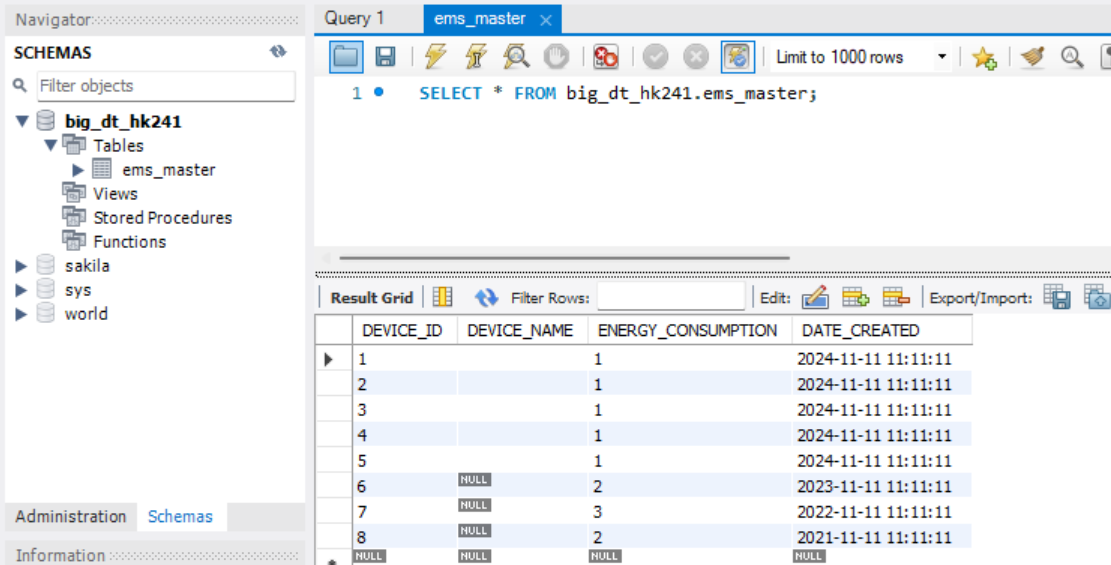 Navigator
SCHEMAS
Filter objects
big_dt_hk241
Tables
ems_master
Views
Stored Procedures
Functions
sakila
sys
world
Administration Schemas
Information
Query 1 ems_master
Limit to 1000 rows
1 SELECT * FROM big_dt_hk241.ems_master;
Result Grid Filter Rows: Edit: Export/Import:
DEVICE_ID DEVICE_NAME ENERGY_CONSUMPTION DATE_CREATED
1 1 2024-11-11 11:11:11
2 1 2024-11-11 11:11:11
3 1 2024-11-11 11:11:11
4 1 2024-11-11 11:11:11
5 1 2024-11-11 11:11:11
6 NULL 2 2023-11-11 11:11:11
7 NULL 3 2022-11-11 11:11:11
8 NULL 2 2021-11-11 11:11:11
NULL NULL NULL NULL